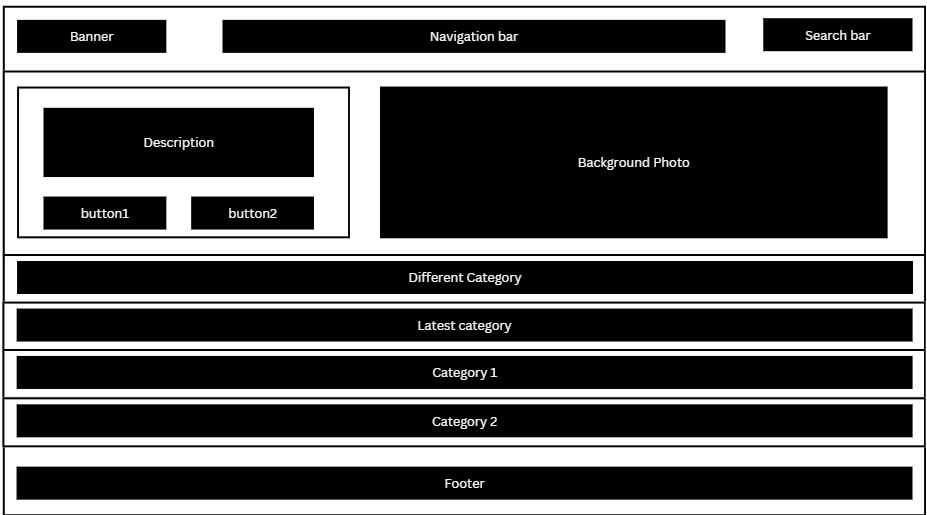 Banner
Navigation bar
Search bar
Description
Background Photo
button1
button2
Different Category
Latest category
Category 1
Category 2
Footer